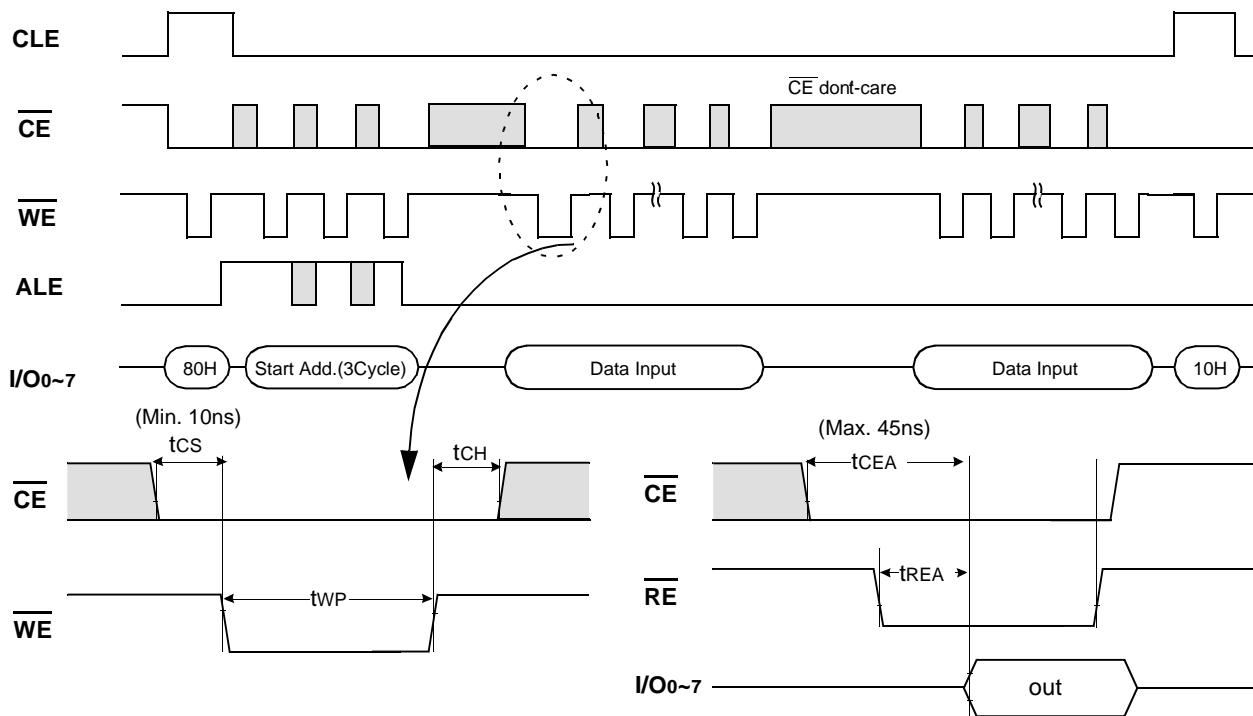 CLE
CE dont-care
CE
WE
ALE
I/O0~7 80H Start Add.(3Cycle) Data Input Data Input 10H
(Min. 10ns)
tCS tCH
CE
tWP
WE
(Max. 45ns)
tCEA
CE
tREA
RE
I/O0~7 out